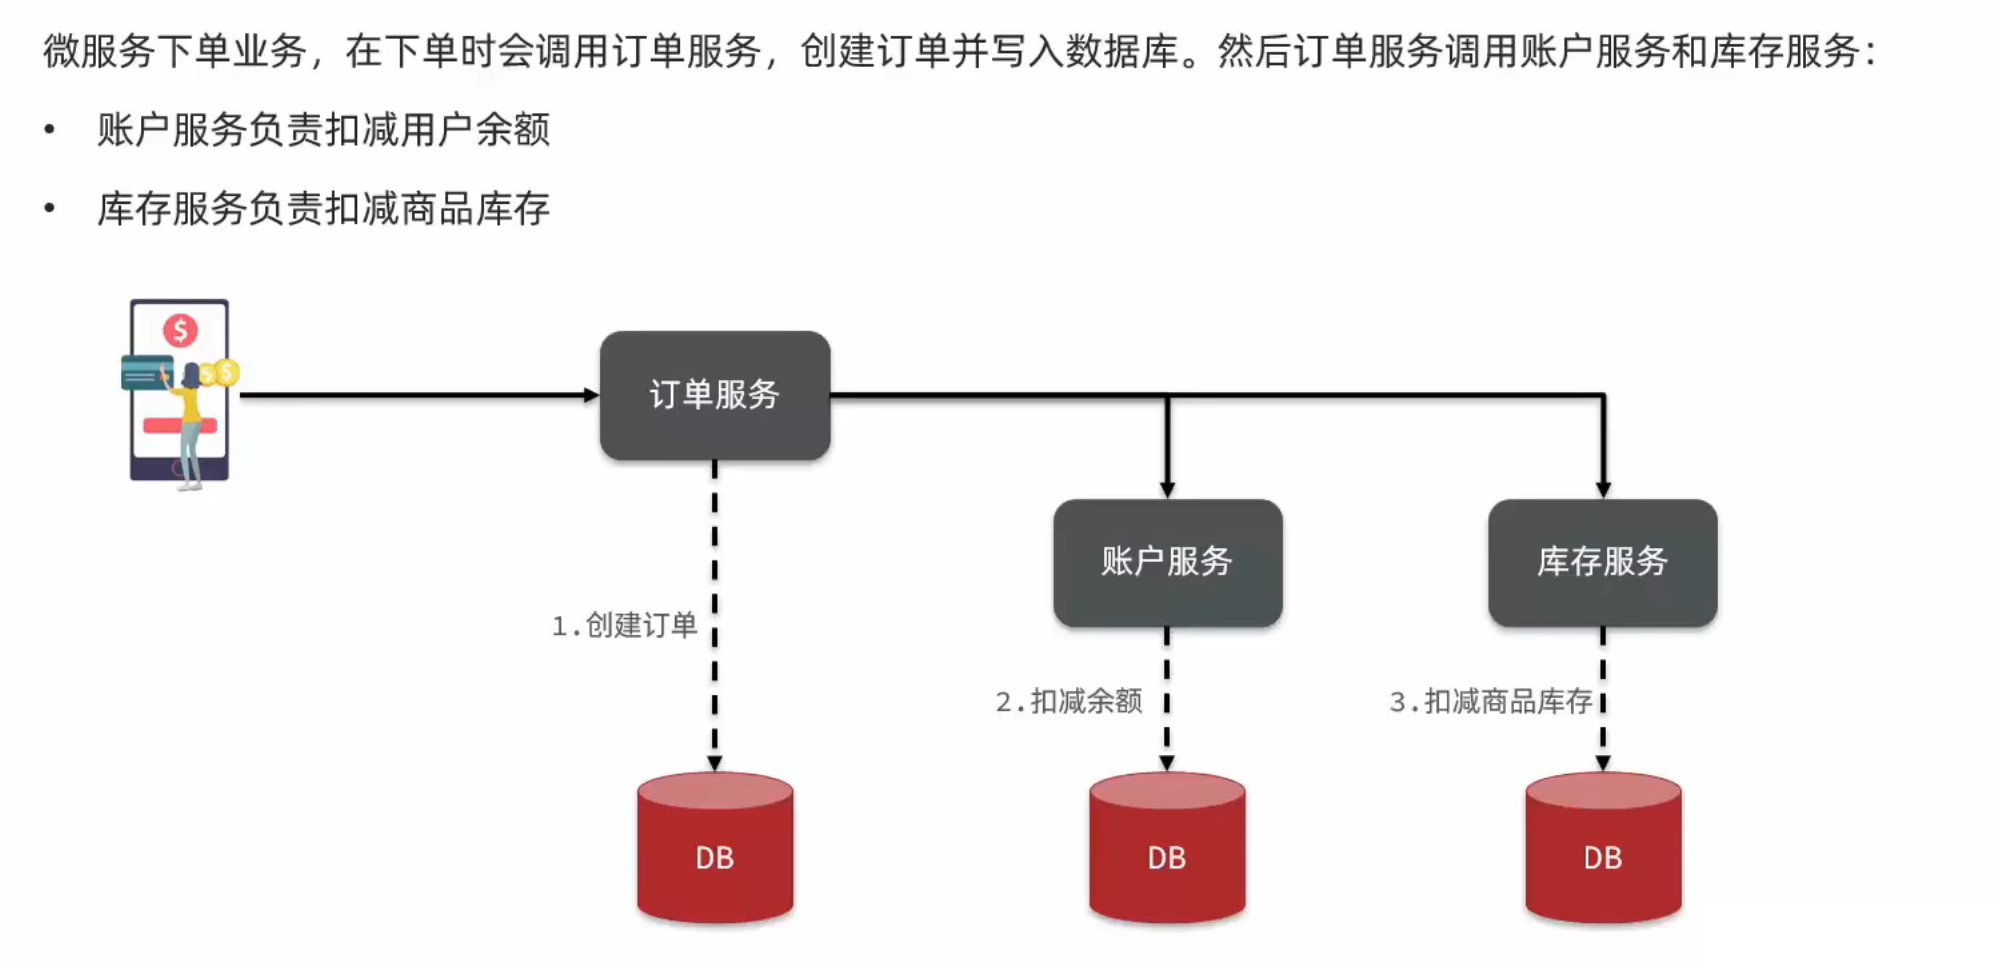 微服务下单业务，在下单时会调用订单服务，创建订单并写入数据库。然后订单服务调用账户服务和库存服务：
• 账户服务负责扣减用户余额
• 库存服务负责扣减商品库存
$
$ $
订单服务
账户服务
库存服务
1.创建订单
2.扣减余额
3.扣减商品库存
DB
DB
DB